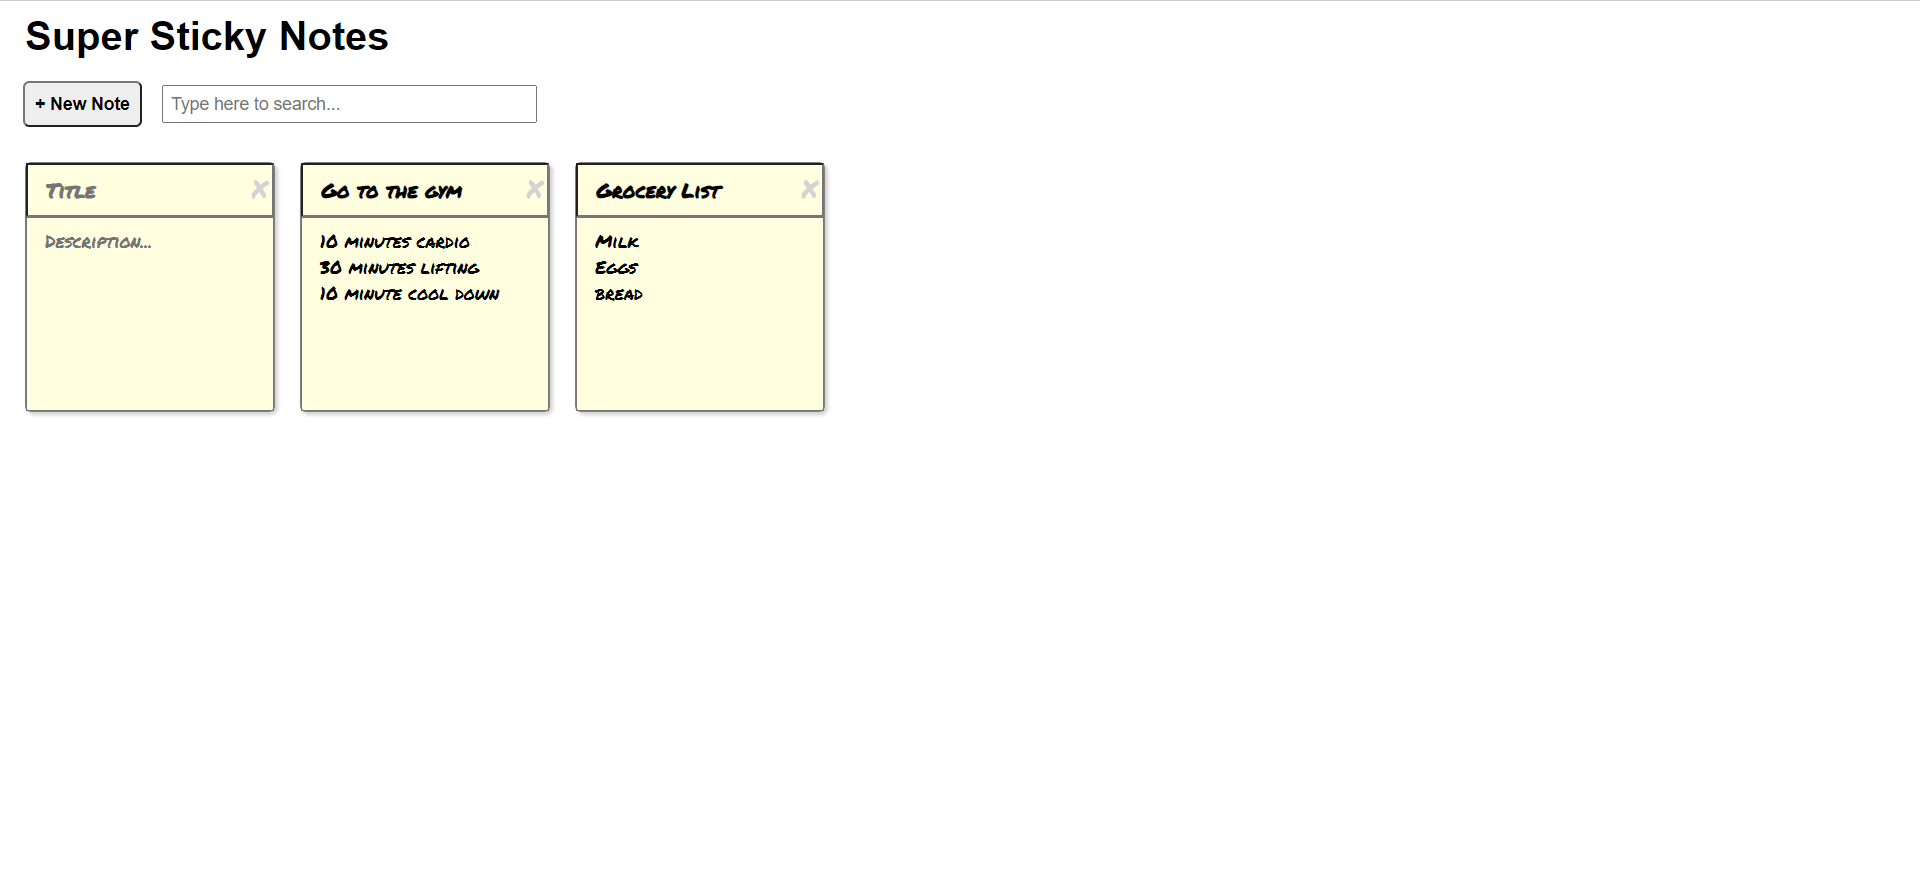 Super Sticky Notes
+ New Note
Type here to search...
Title
Description...
Go to the gym
10 minutes cardio
30 minutes lifting
10 minute cool down
Grocery List
Milk
Eggs
bread